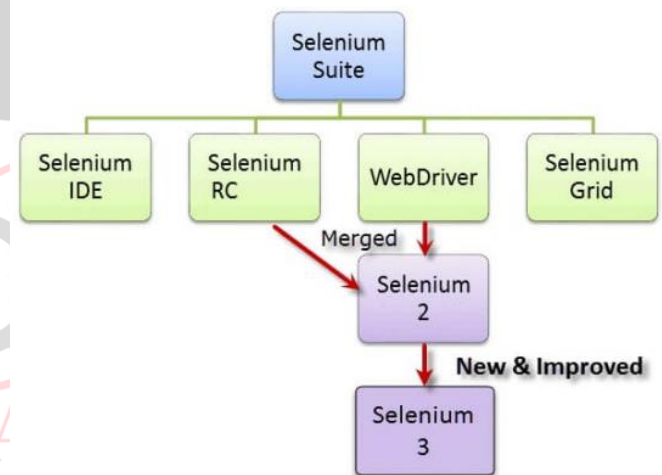 Selenium
Suite
Selenium
IDE
Selenium
RC
WebDriver
Selenium
Grid
Merged
Selenium
2
New & Improved
Selenium
3